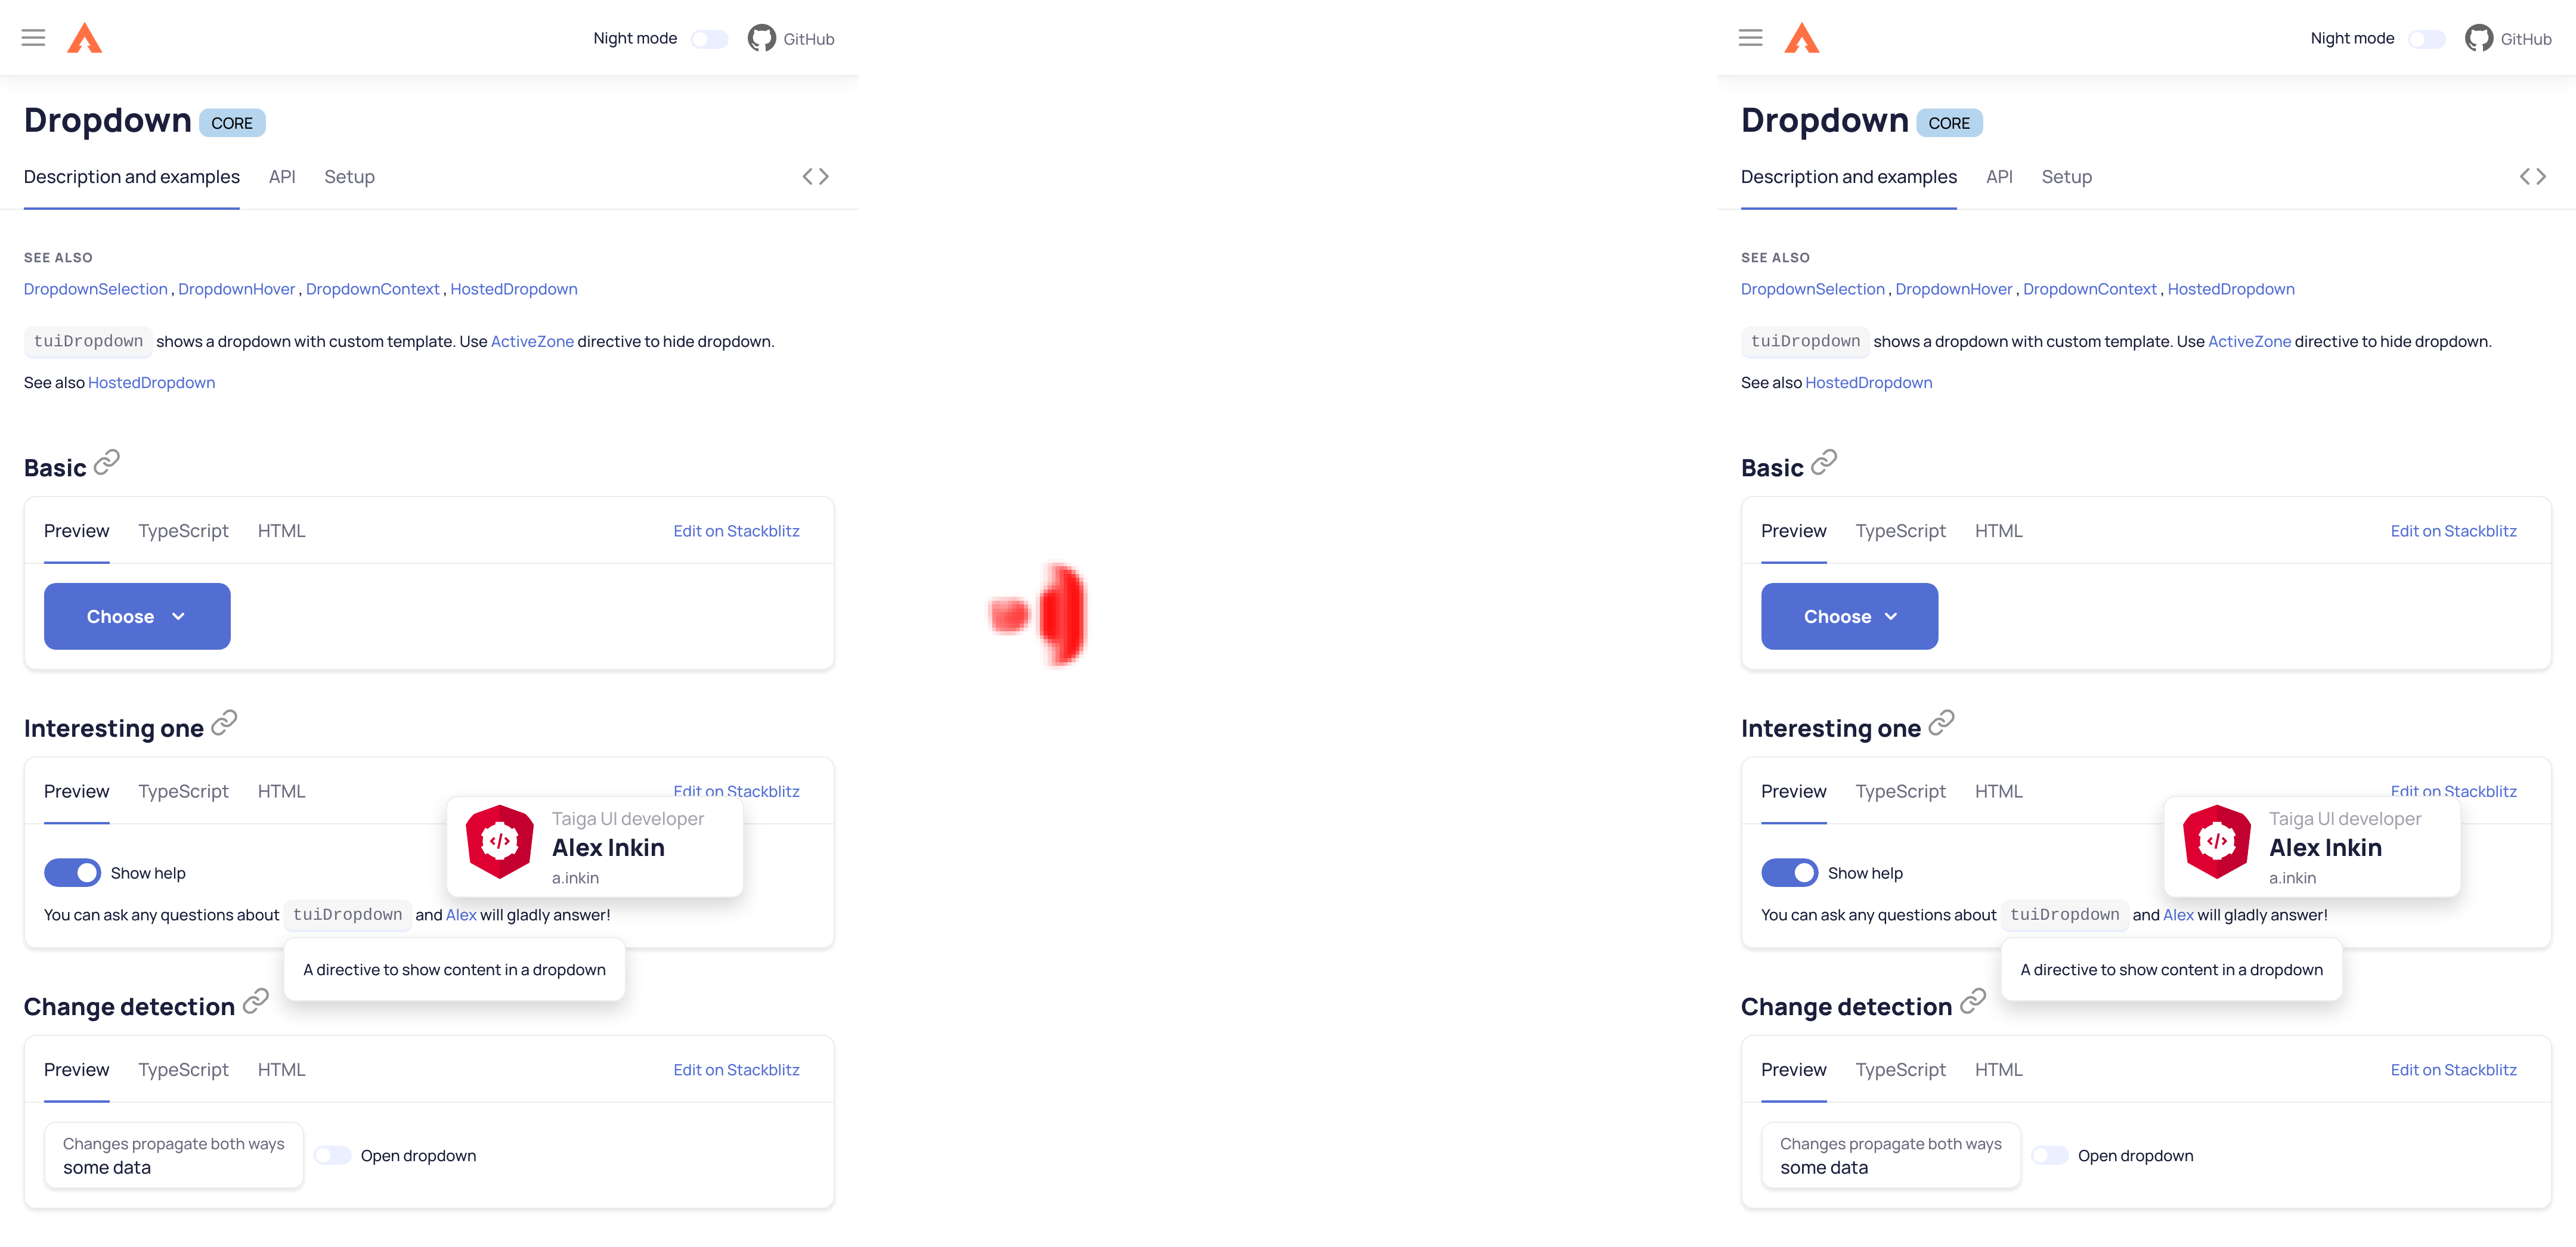 Night mode GitHub
Dropdown CORE
Description and examples API Setup
SEE ALSO
DropdownSelection , DropdownHover , DropdownContext , HostedDropdown
tuiDropdown shows a dropdown with custom template. Use ActiveZone directive to hide dropdown.
See also HostedDropdown
Basic
Preview TypeScript HTML Edit on Stackblitz
Choose
Interesting one
Preview TypeScript HTML Edit on Stackblitz
Taiga UI developer
Alex Inkin
a.inkin
Show help
You can ask any questions about tuiDropdown and Alex will gladly answer!
A directive to show content in a dropdown
Change detection
Preview TypeScript HTML Edit on Stackblitz
Changes propagate both ways
some data
Open dropdown
Night mode GitHub
Dropdown CORE
Description and examples API Setup
SEE ALSO
DropdownSelection , DropdownHover , DropdownContext , HostedDropdown
tuiDropdown shows a dropdown with custom template. Use ActiveZone directive to hide dropdown.
See also HostedDropdown
Basic
Preview TypeScript HTML Edit on Stackblitz
Choose
Interesting one
Preview TypeScript HTML Edit on Stackblitz
Taiga UI developer
Alex Inkin
a.inkin
Show help
You can ask any questions about tuiDropdown and Alex will gladly answer!
A directive to show content in a dropdown
Change detection
Preview TypeScript HTML Edit on Stackblitz
Changes propagate both ways
some data
Open dropdown